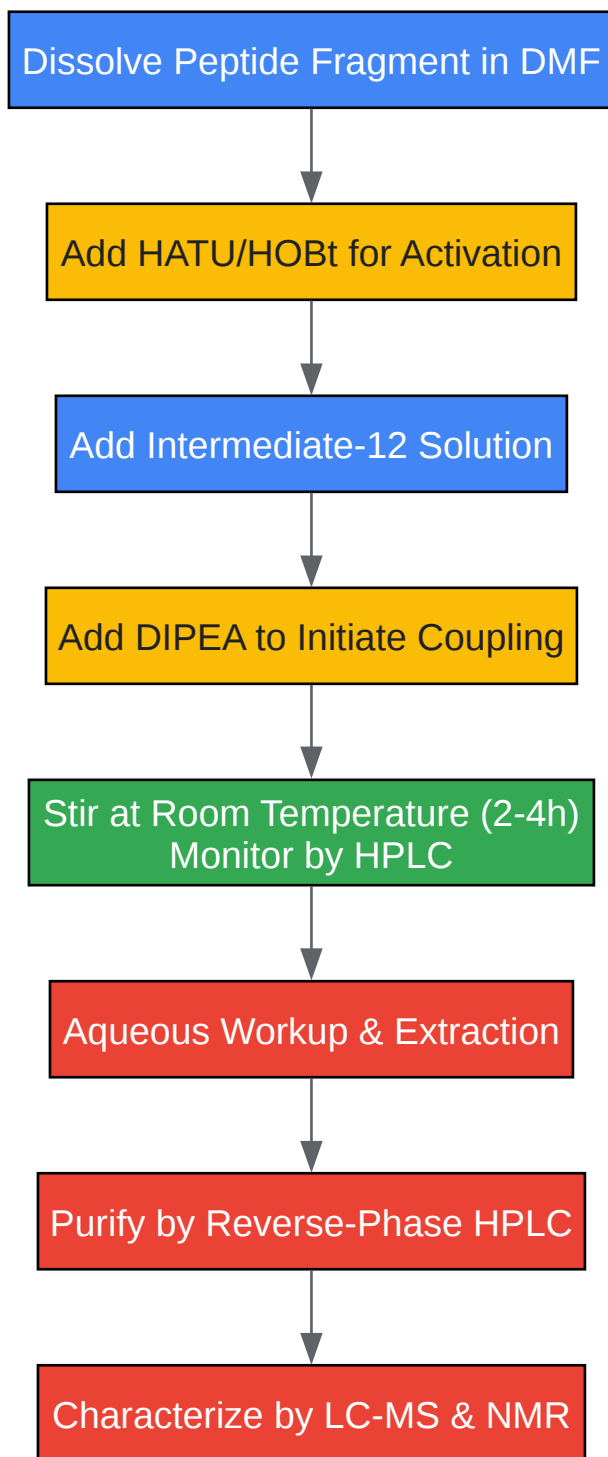 Dissolve Peptide Fragment in DMF
Add HATU/HOBt for Activation
Add Intermediate-12 Solution
Add DIPEA to Initiate Coupling
Stir at Room Temperature (2-4h)
Monitor by HPLC
Aqueous Workup & Extraction
Purify by Reverse-Phase HPLC
Characterize by LC-MS & NMR